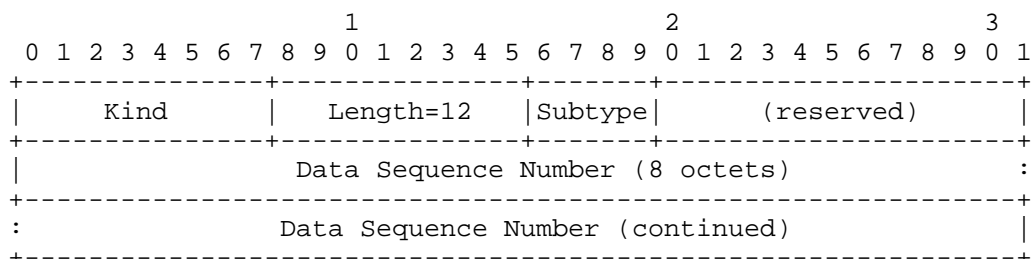 1                   2                   3
 0 1 2 3 4 5 6 7 8 9 0 1 2 3 4 5 6 7 8 9 0 1 2 3 4 5 6 7 8 9 0 1
+---------------+---------------+-------+----------------------+
|     Kind      |  Length=12    |Subtype|      (reserved)      |
+---------------+---------------+-------+----------------------+
|                 Data Sequence Number (8 octets)              :
+--------------------------------------------------------------+
:                Data Sequence Number (continued)              |
+--------------------------------------------------------------+